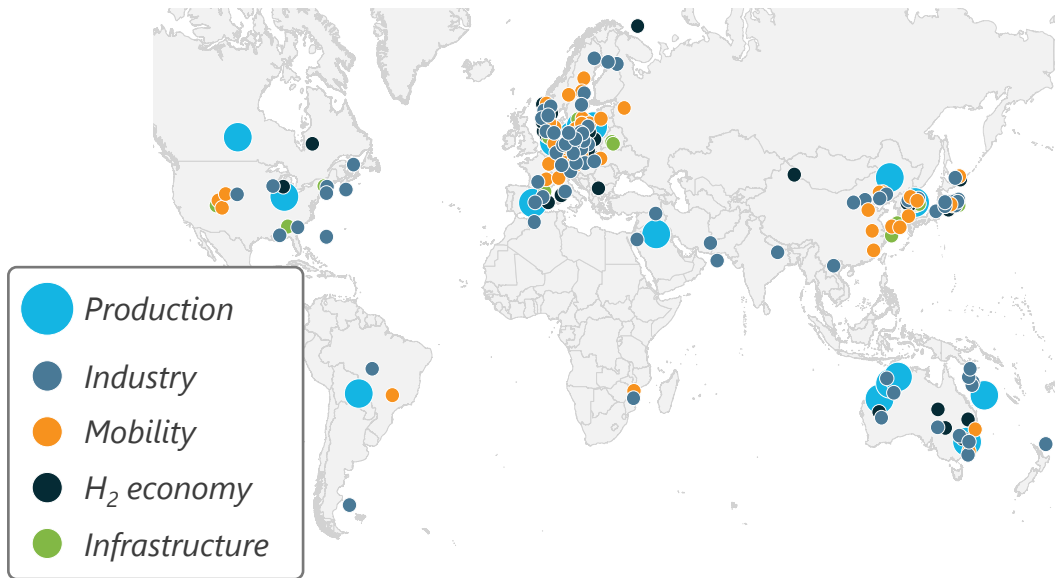 Production
Industry
Mobility
H₂ economy
Infrastructure